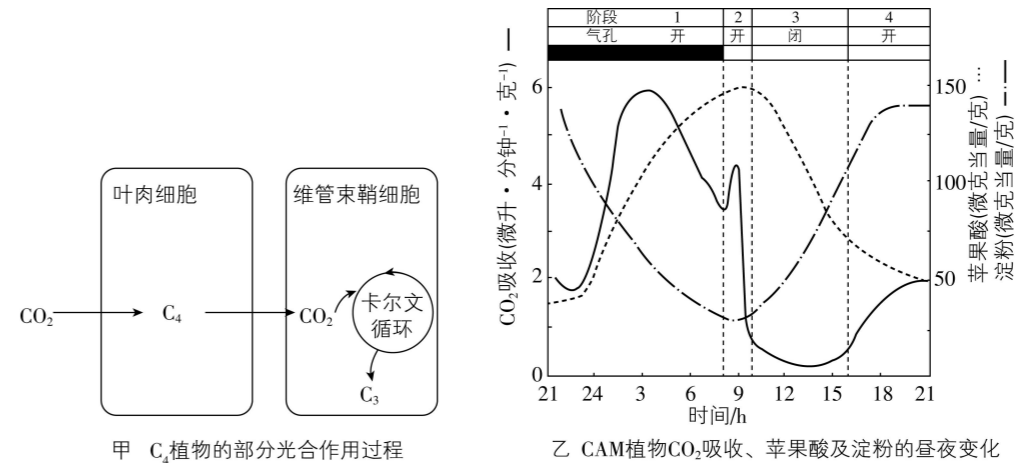 叶肉细胞
维管束鞘细胞
CO₂
C₄
CO₂
卡尔文
循环
C₃
甲 C₄植物的部分光合作用过程
阶段 1 2 3 4
气孔 开 开 闭 开
CO₂吸收(微升·分钟⁻¹·克⁻¹) —
6
4
2
0
150
100
50
苹果酸(微克当量/克) …
淀粉(微克当量/克) —·—
21 24 3 6 9 12 15 18 21
时间/h
乙 CAM植物CO₂吸收、苹果酸及淀粉的昼夜变化